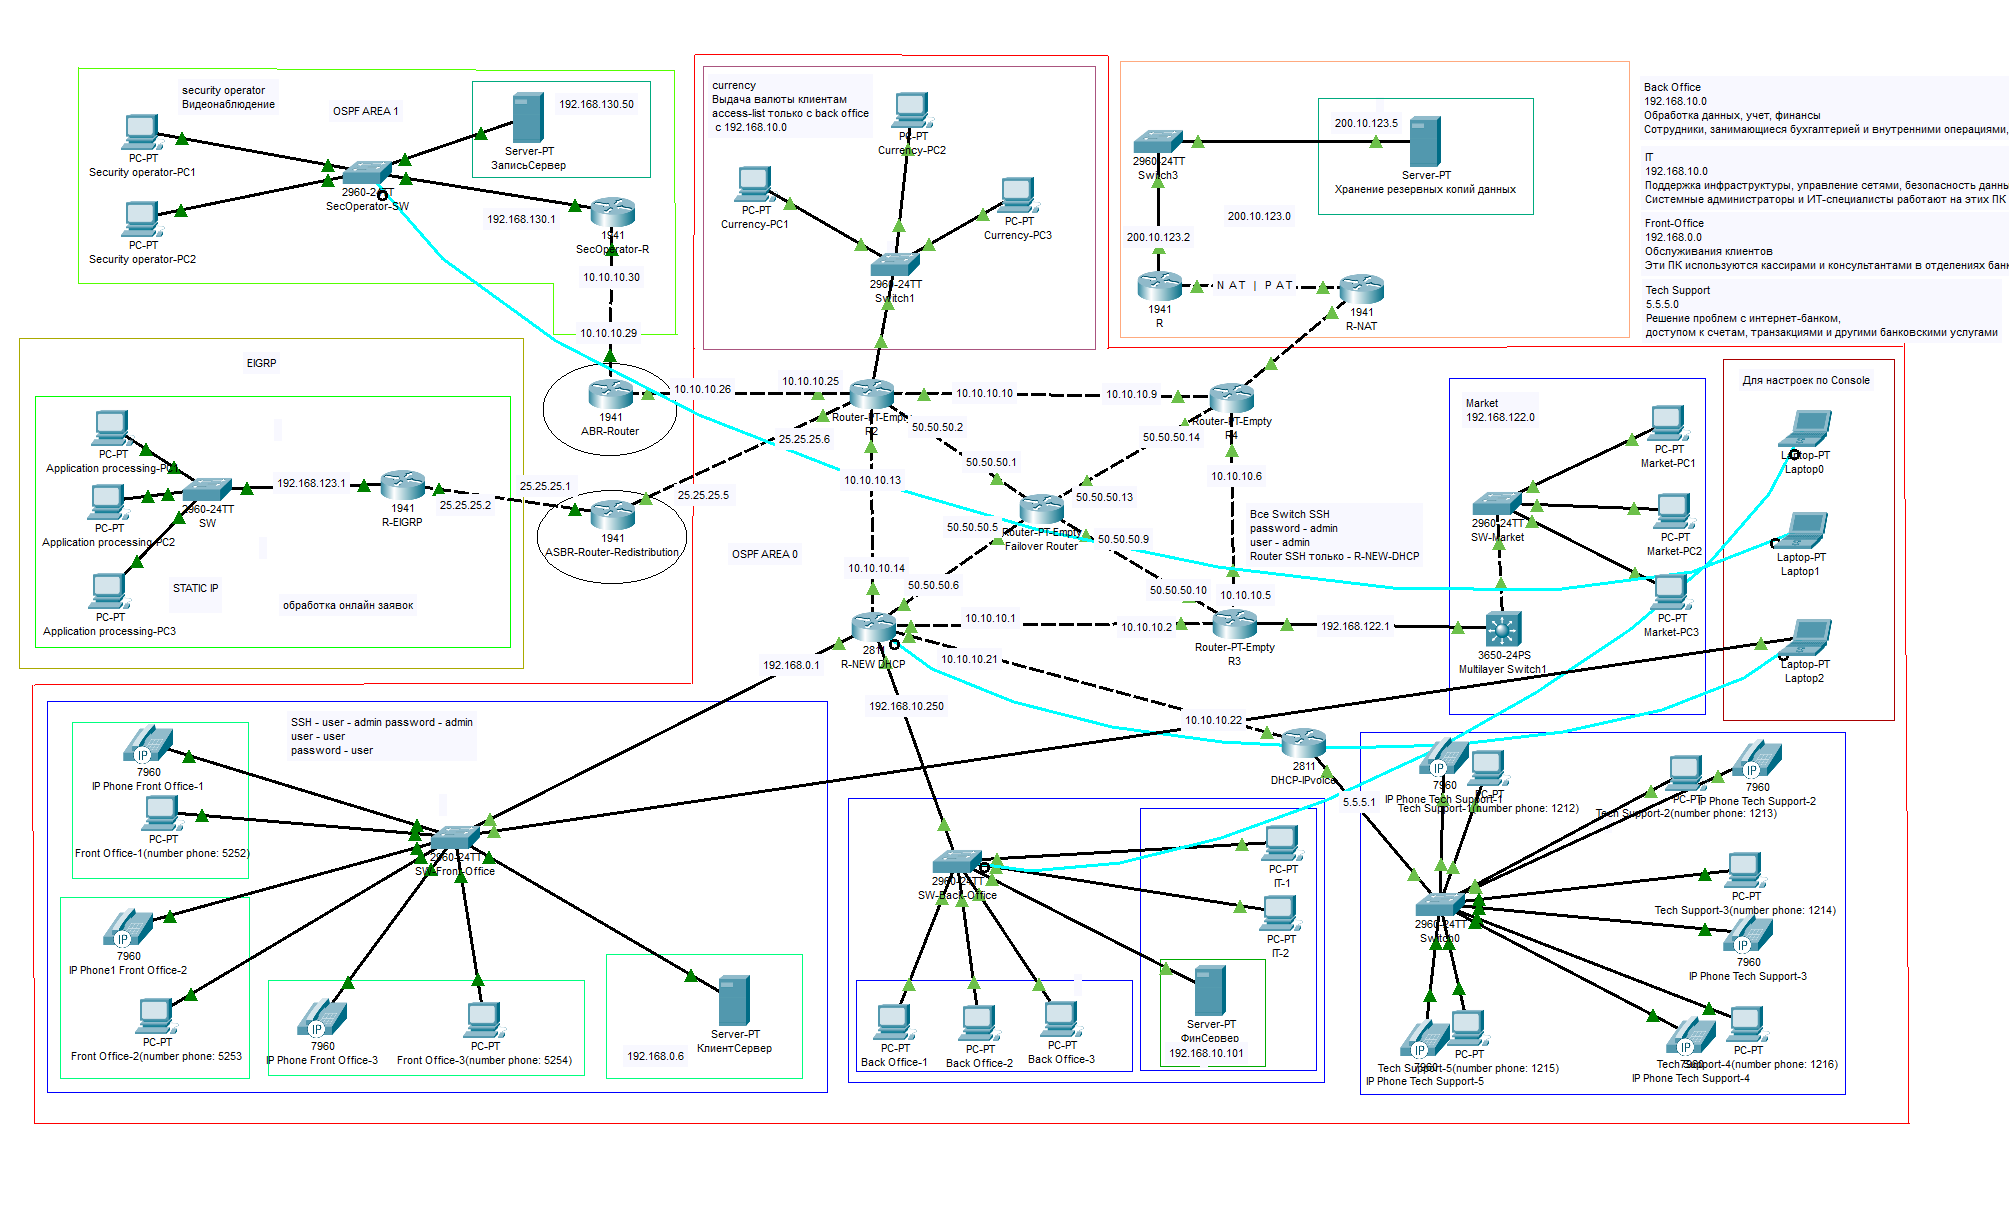 security operator
Видеонаблюдение
OSPF AREA 1
192.168.130.50
PC-PT
Security operator-PC1
Server-PT
ЗаписьСервер
2960-24TT
SecOperator-SW
192.168.130.1
PC-PT
Security operator-PC2
1941
SecOperator-R
10.10.10.30
10.10.10.29
currency
Выдача валюты клиентам
access-list только с back office
с 192.168.10.0
PC-PT
Currency-PC2
PC-PT
Currency-PC1
PC-PT
Currency-PC3
2960-24TT
Switch1
200.10.123.5
2960-24TT
Switch3
Server-PT
Хранение резервных копий данных
200.10.123.0
200.10.123.2
N A T | P A T
1941
R
1941
R-NAT
Back Office
192.168.10.0
Обработка данных, учет, финансы
Сотрудники, занимающиеся бухгалтерией и внутренними операциями,
IT
192.168.10.0
Поддержка инфраструктуры, управление сетями, безопасность данны
Системные администраторы и ИТ-специалисты работают на этих ПК
Front-Office
192.168.0.0
Обслуживания клиентов
Эти ПК используются кассирами и консультантами в отделениях банк
Tech Support
5.5.5.0
Решение проблем с интернет-банком,
доступом к счетам, транзакциями и другими банковскими услугами
EIGRP
PC-PT
Application processing-PC1
PC-PT
Application processing-PC2
PC-PT
Application processing-PC3
2960-24TT
SW
192.168.123.1
1941
R-EIGRP
25.25.25.2
25.25.25.1
STATIC IP
обработка онлайн заявок
1941
ABR-Router
10.10.10.26
10.10.10.25
25.25.25.6
25.25.25.5
1941
ASBR-Router-Redistribution
OSPF AREA 0
Router-PT-Empty
R2
10.10.10.10
10.10.10.9
Router-PT-Empty
R4
50.50.50.2
50.50.50.14
50.50.50.1
10.10.10.13
10.10.10.6
50.50.50.13
50.50.50.5
Router-PT-Empty
Failover Router
50.50.50.9
10.10.10.14
50.50.50.6
50.50.50.10
10.10.10.5
Все Switch SSH
password - admin
user - admin
Router SSH только - R-NEW-DHCP
10.10.10.1
10.10.10.2
192.168.122.1
2811
R-NEW DHCP
Router-PT-Empty
R3
192.168.0.1
10.10.10.21
192.168.10.250
10.10.10.22
2811
DHCP-IPvoice
5.5.5.1
Market
192.168.122.0
PC-PT
Market-PC1
2960-24TT
SW-Market
PC-PT
Market-PC2
PC-PT
Market-PC3
3650-24PS
Multilayer Switch1
Для настроек по Console
Laptop-PT
Laptop0
Laptop-PT
Laptop1
Laptop-PT
Laptop2
SSH - user - admin password - admin
user - user
password - user
IP
7960
IP Phone Front Office-1
PC-PT
Front Office-1(number phone: 5252)
2960-24TT
SW-Front-Office
IP
7960
IP Phone1 Front Office-2
PC-PT
Front Office-2(number phone: 5253
IP
7960
IP Phone Front Office-3
PC-PT
Front Office-3(number phone: 5254)
Server-PT
КлиентСервер
192.168.0.6
2960-24TT
SW-Back-Office
PC-PT
IT-1
PC-PT
IT-2
PC-PT
Back Office-1
PC-PT
Back Office-2
PC-PT
Back Office-3
Server-PT
ФинСервер
192.168.10.101
IP
7960
IP Phone Tech Support-1
PC-PT
Tech Support-1(number phone: 1212)
PC-PT
Tech Support-2(number phone: 1213)
IP
7960
IP Phone Tech Support-2
PC-PT
Tech Support-3(number phone: 1214)
2960-24TT
Switch0
IP
7960
IP Phone Tech Support-3
IP
7960
PC-PT
Tech Support-5(number phone: 1215)
IP Phone Tech Support-5
IP
7960
PC-PT
Tech Support-4(number phone: 1216)
IP Phone Tech Support-4